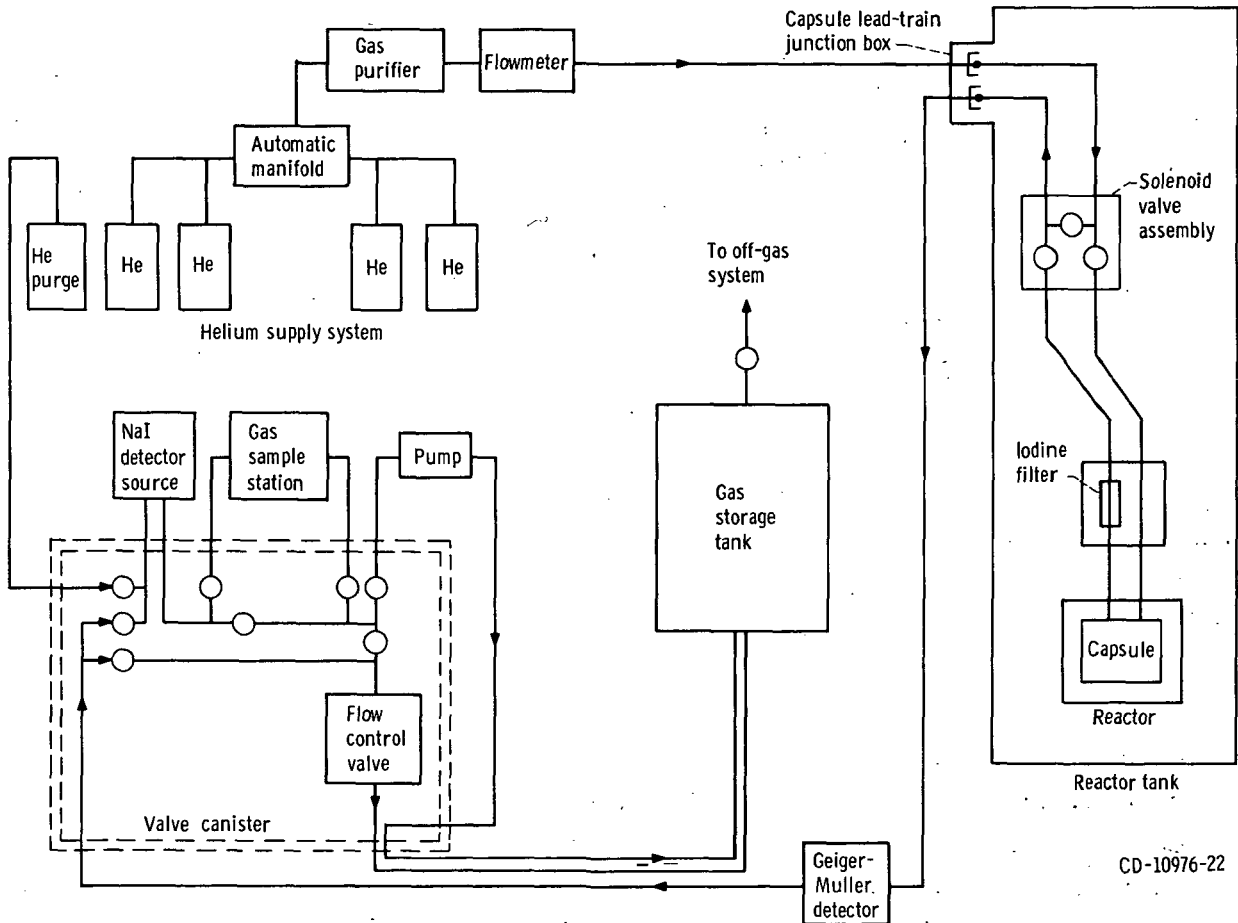 Capsule lead-train
junction box
Gas
purifier
Flowmeter
Automatic
manifold
He
purge
He
He
He
He
Helium supply system
Solenoid
valve
assembly
To off-gas
system
NaI
detector
source
Gas
sample
station
Pump
Gas
storage
tank
Iodine
filter
Capsule
Reactor
Flow
control
valve
Valve canister
Reactor tank
Geiger-
Muller
detector
CD-10976-22